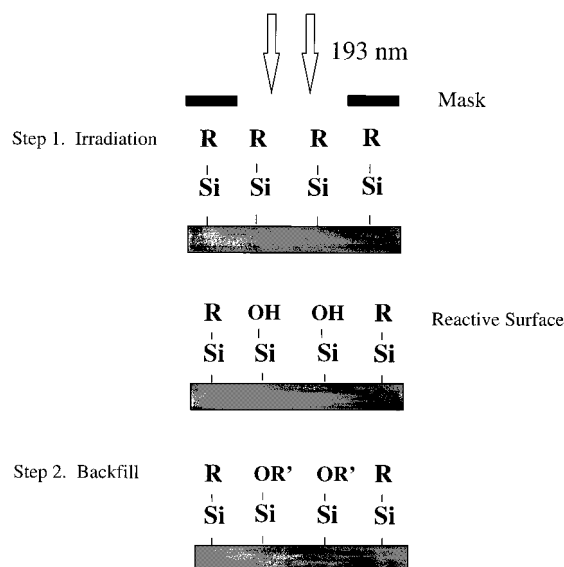 193 nm
Mask
Step 1. Irradiation
R R R R
Si Si Si Si
R OH OH R
Reactive Surface
Si Si Si Si
Step 2. Backfill
R OR' OR' R
Si Si Si Si